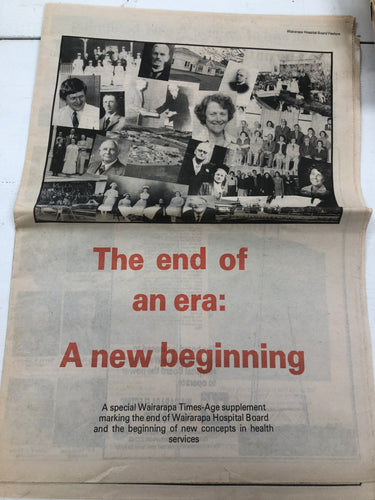 Wairarapa Hospital Board Feature
The end of
an era:
A new beginning
A special Wairarapa Times-Age supplement
marking the end of Wairarapa Hospital Board
and the beginning of new concepts in health
services